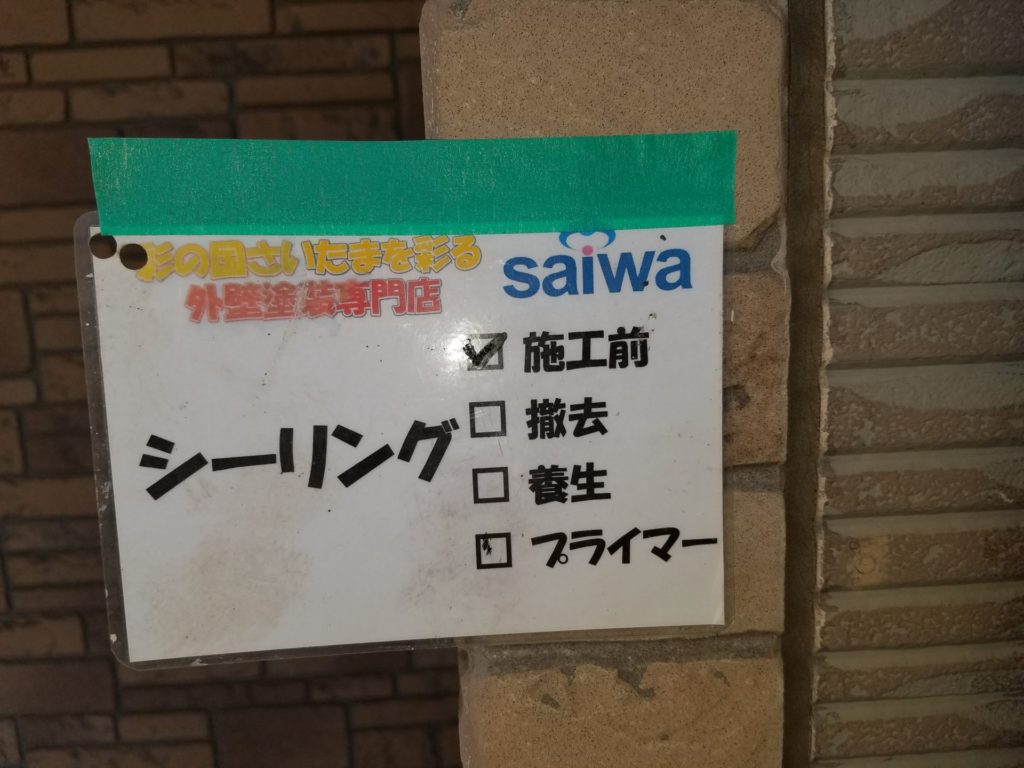 彩の国さいたまを彩る
外壁塗装専門店
saiwa
シーリング
施工前
撤去
養生
プライマー